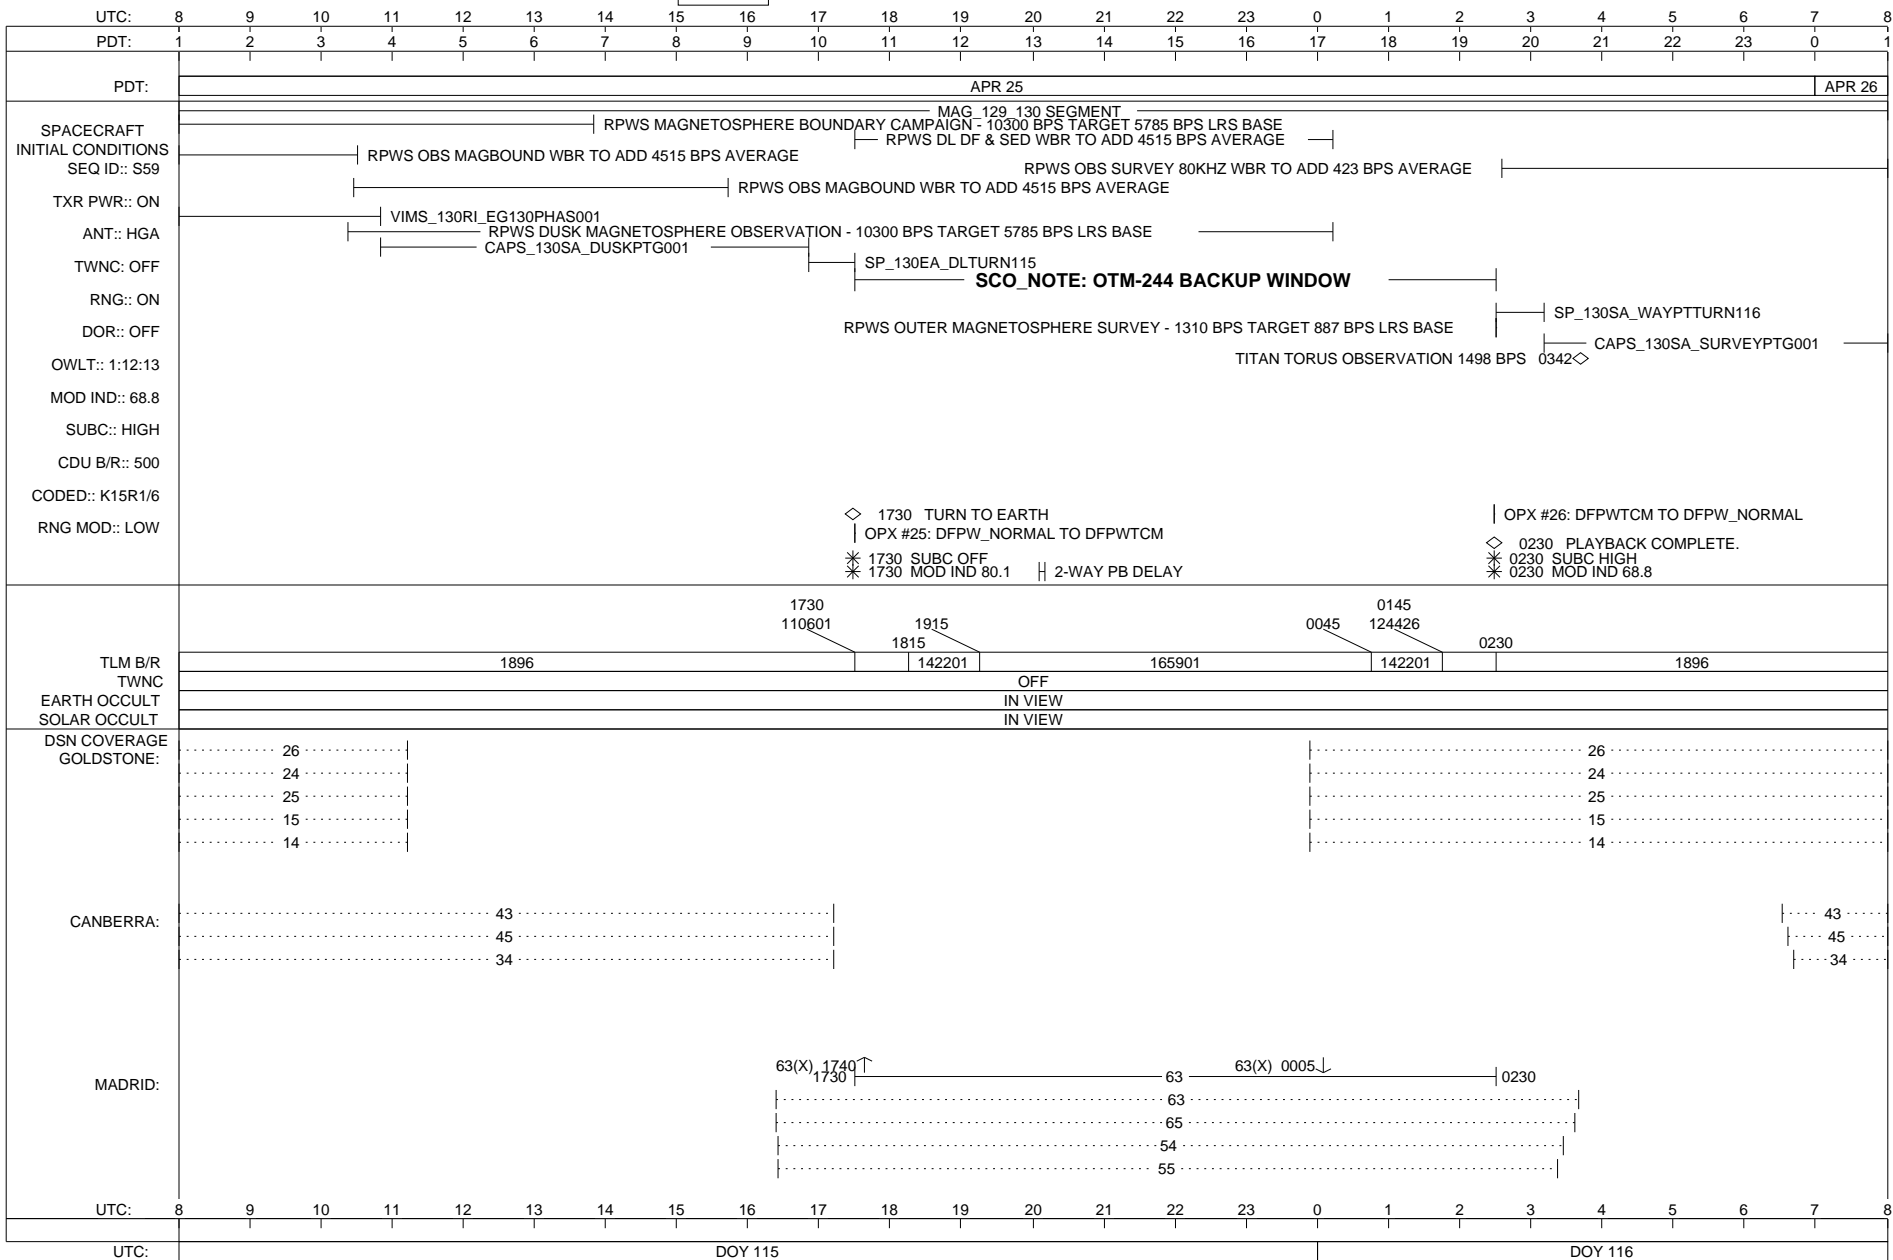 UTC: 8 9 10 11 12 13 14 15 16 17 18 19 20 21 22 23 0 1 2 3 4 5 6 7 8
PDT: 1 2 3 4 5 6 7 8 9 10 11 12 13 14 15 16 17 18 19 20 21 22 23 0 1
PDT: APR 25 APR 26
MAG_129_130 SEGMENT
SPACECRAFT
INITIAL CONDITIONS
SEQ ID:: S59
TXR PWR:: ON
ANT:: HGA
TWNC: OFF
RNG:: ON
DOR:: OFF
OWLT:: 1:12:13
MOD IND:: 68.8
SUBC:: HIGH
CDU B/R:: 500
CODED:: K15R1/6
RNG MOD:: LOW
RPWS MAGNETOSPHERE BOUNDARY CAMPAIGN - 10300 BPS TARGET 5785 BPS LRS BASE
RPWS DL DF & SED WBR TO ADD 4515 BPS AVERAGE
RPWS OBS MAGBOUND WBR TO ADD 4515 BPS AVERAGE
RPWS OBS SURVEY 80KHZ WBR TO ADD 423 BPS AVERAGE
RPWS OBS MAGBOUND WBR TO ADD 4515 BPS AVERAGE
VIMS_130RI_EG130PHAS001
RPWS DUSK MAGNETOSPHERE OBSERVATION - 10300 BPS TARGET 5785 BPS LRS BASE
CAPS_130SA_DUSKPTG001
SP_130EA_DLTURN115
SCO_NOTE: OTM-244 BACKUP WINDOW
SP_130SA_WAYPTTURN116
RPWS OUTER MAGNETOSPHERE SURVEY - 1310 BPS TARGET 887 BPS LRS BASE
CAPS_130SA_SURVEYPTG001
TITAN TORUS OBSERVATION 1498 BPS 0342
1730 TURN TO EARTH
OPX #25: DFPW_NORMAL TO DFPWTCM
1730 SUBC OFF
1730 MOD IND 80.1 2-WAY PB DELAY
OPX #26: DFPWTCM TO DFPW_NORMAL
0230 PLAYBACK COMPLETE.
0230 SUBC HIGH
0230 MOD IND 68.8
1730 0145
110601 1915 0045 124426
1815 0230
TLM B/R 1896 142201 165901 142201 1896
TWNC OFF
EARTH OCCULT IN VIEW
SOLAR OCCULT IN VIEW
DSN COVERAGE
GOLDSTONE:
26 26
24 24
25 25
15 15
14 14
CANBERRA:
43 43
45 45
34 34
MADRID:
63(X) 1740 63(X) 0005
1730 63 0230
63
65
54
55
UTC: 8 9 10 11 12 13 14 15 16 17 18 19 20 21 22 23 0 1 2 3 4 5 6 7 8
UTC: DOY 115 DOY 116